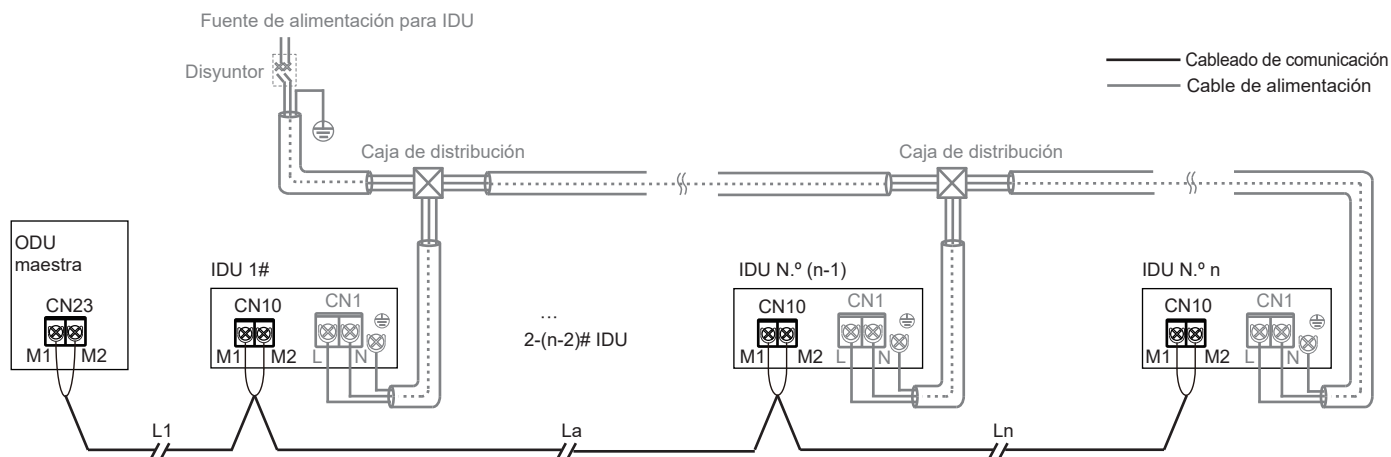 Fuente de alimentación para IDU
Disyuntor
Cableado de comunicación
Cable de alimentación
Caja de distribución
Caja de distribución
ODU
maestra
CN23
M1 M2
IDU 1#
CN10
CN1
M1 M2
L N
...
2-(n-2)# IDU
IDU N.º (n-1)
CN10
CN1
M1 M2
L N
IDU N.º n
CN10
CN1
M1 M2
L N
L1
La
Ln